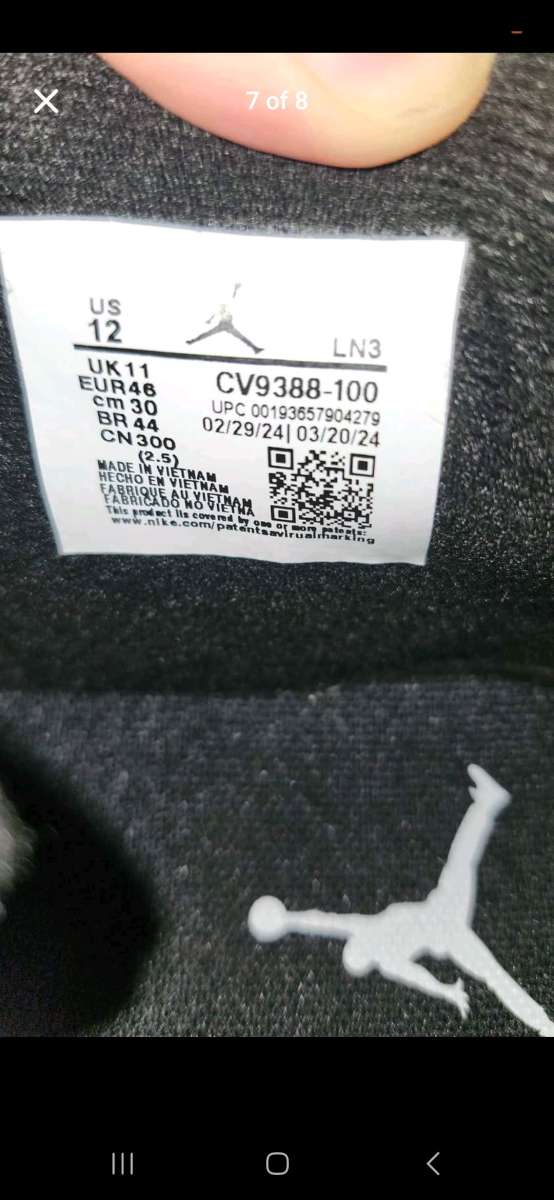 7 of 8
US
12
LN3
UK 11
EUR 46
cm 30
BR 44
CN 300
(2.5)
CV9388-100
UPC 00193657904279
02/29/24| 03/20/24
MADE IN VIETNAM
HECHO EN VIETNAM
FABRIQUE AU VIETNAM
FABRICADO NO VIETNA
This product iis covered by one or more patents:
www.nike.com/patentsavirualmarking